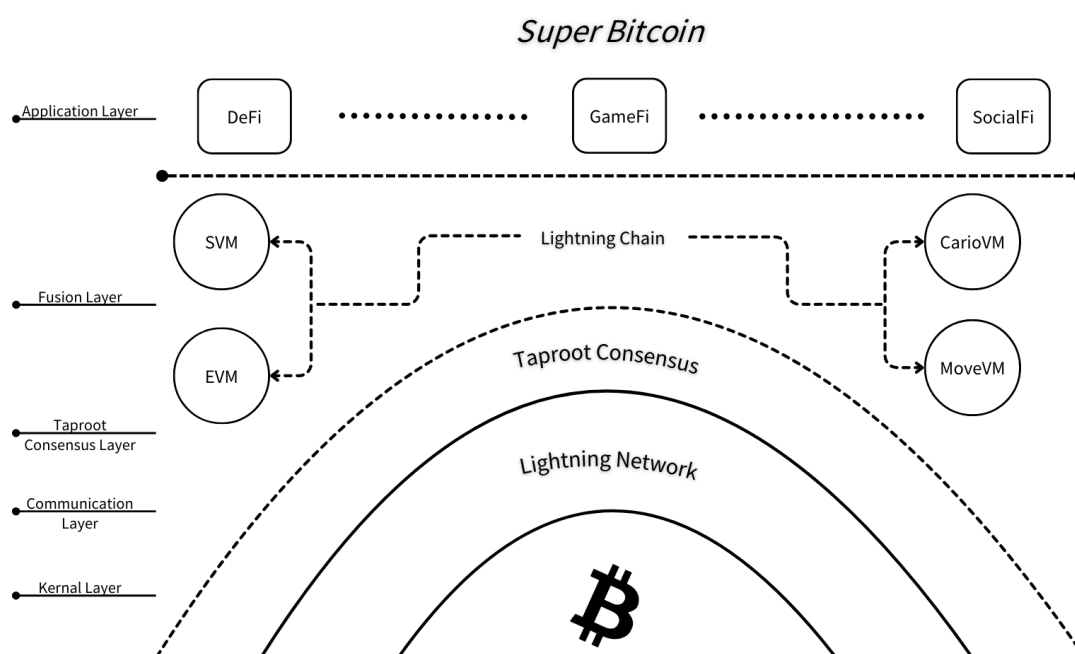 Super Bitcoin
Application Layer
DeFi
GameFi
SocialFi
SVM
Lightning Chain
CarioVM
Fusion Layer
EVM
Taproot Consensus
MoveVM
Taproot
Consensus Layer
Lightning Network
Communication
Layer
Kernal Layer